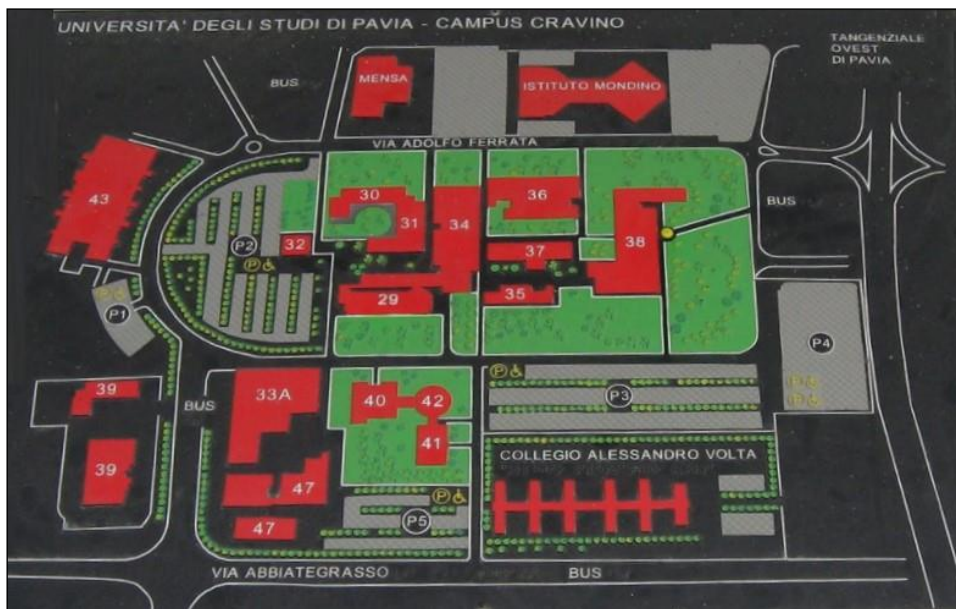 UNIVERSITA' DEGLI STUDI DI PAVIA - CAMPUS CRAVINO
TANGENZIALE
OVEST
DI PAVIA
BUS
MENSA
ISTITUTO MONDINO
VIA ADOLFO FERRATA
43
30
31
34
36
BUS
P2
32
37
38
P
29
35
P
P1
P4
39
33A
40
42
P
P3
P
P
BUS
41
39
47
COLLEGIO ALESSANDRO VOLTA
P
47
P5
VIA ABBIATEGRASSO
BUS